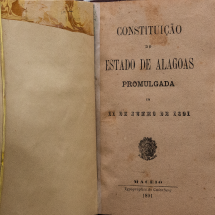 CONSTITUIÇÃO
DO
ESTADO DE ALAGOAS
PROMULGADA
EM
11 DE JUNHO DE 1891
MACEIÓ
1891